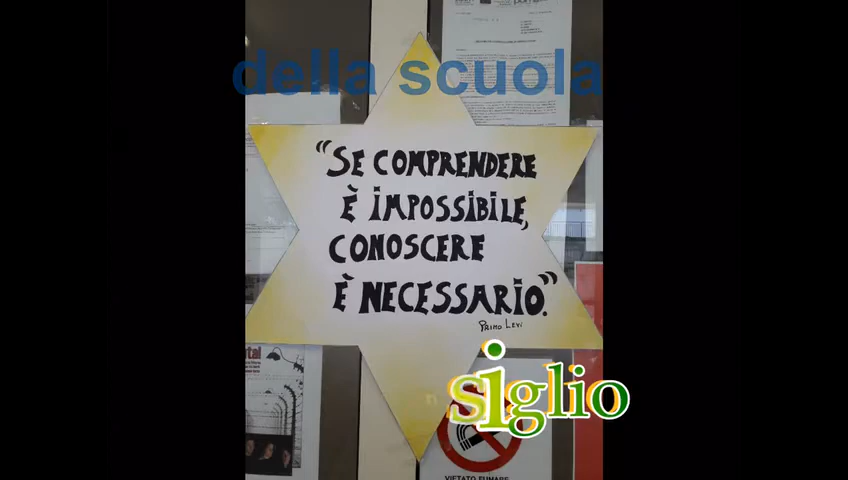 della scuola
“SE COMPRENDERE
È IMPOSSIBILE,
CONOSCERE
È NECESSARIO.”
PRIMO LEVI
siglio
VIETATO FUMARE